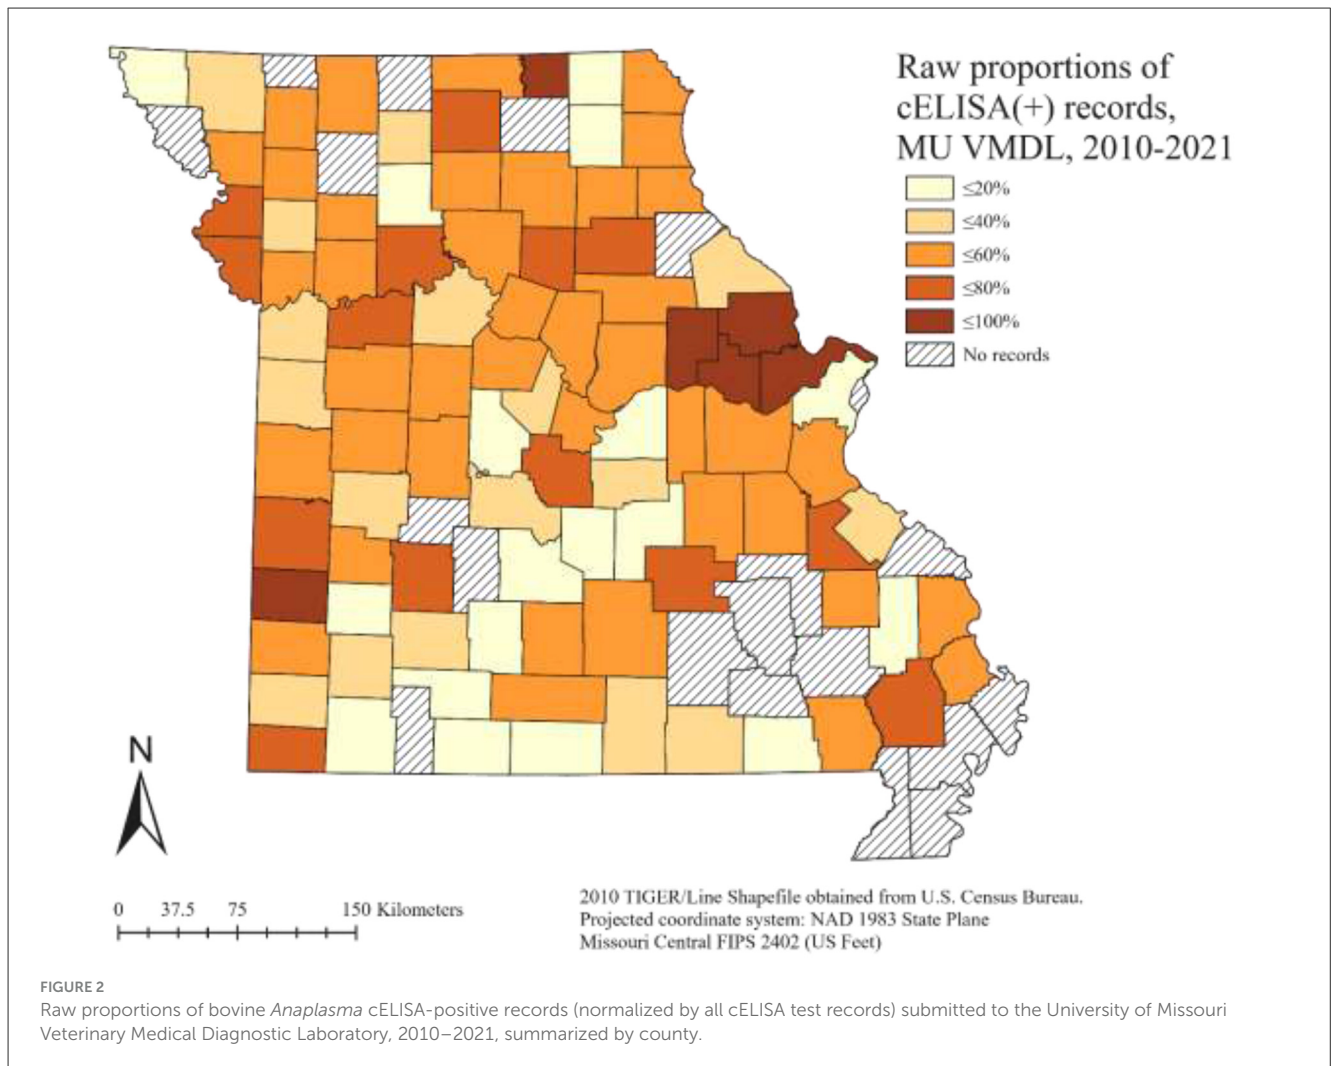 Raw proportions of
cELISA(+) records,
MU VMDL, 2010-2021
≤20%
≤40%
≤60%
≤80%
≤100%
No records
N
0 37.5 75 150 Kilometers
2010 TIGER/Line Shapefile obtained from U.S. Census Bureau.
Projected coordinate system: NAD 1983 State Plane
Missouri Central FIPS 2402 (US Feet)
FIGURE 2
Raw proportions of bovine Anaplasma cELISA-positive records (normalized by all cELISA test records) submitted to the University of Missouri
Veterinary Medical Diagnostic Laboratory, 2010–2021, summarized by county.